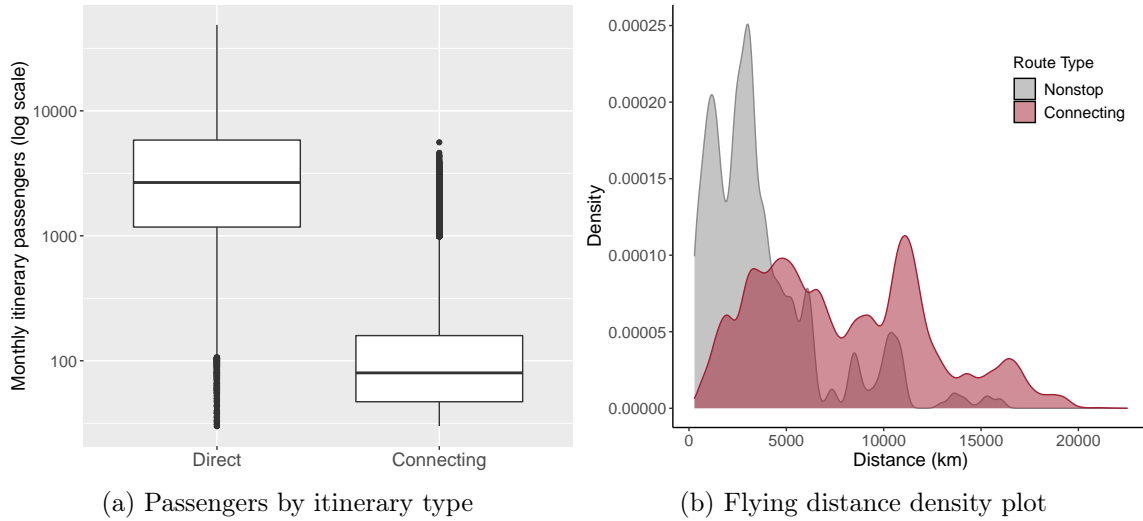 Monthly itinerary passengers (log scale)
10000
1000
100
Direct
Connecting
(a) Passengers by itinerary type
Density
0.00025
0.00020
0.00015
0.00010
0.00005
0.00000
Route Type
Nonstop
Connecting
0
5000
10000
15000
20000
Distance (km)
(b) Flying distance density plot